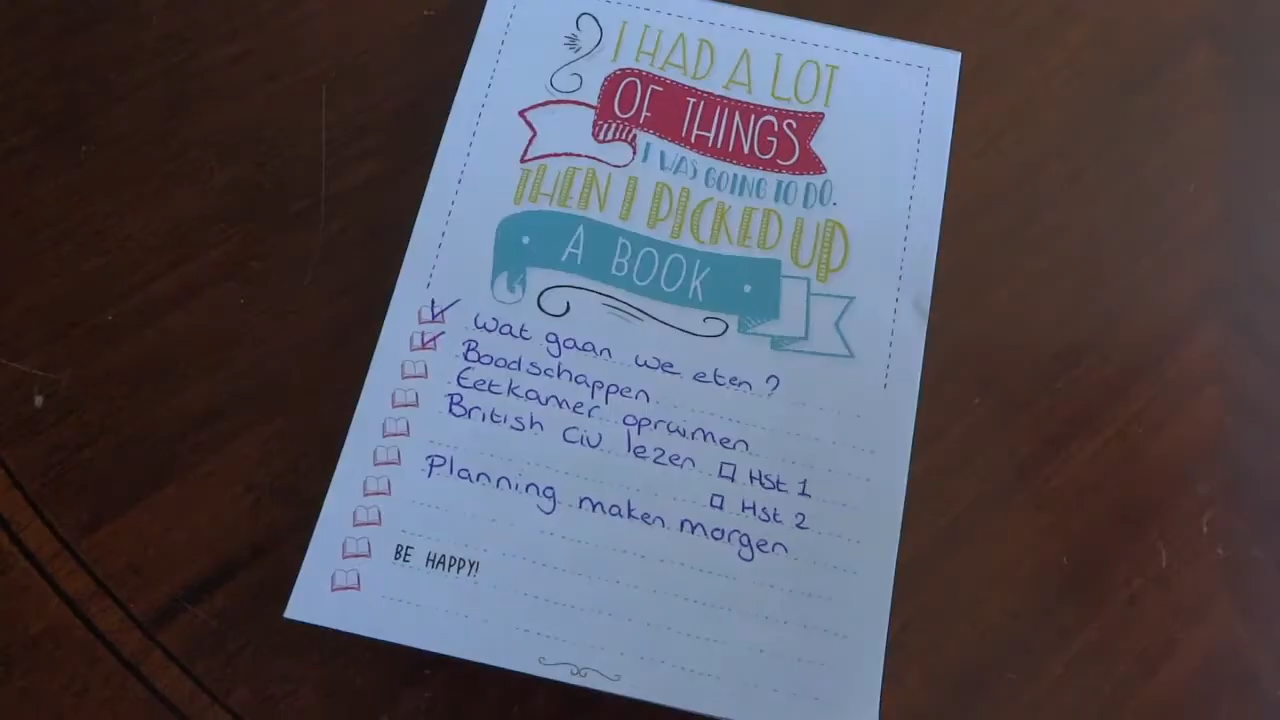 I HAD A LOT
OF THINGS
I WAS GOING TO DO.
THEN I PICKED UP
A BOOK
Wat gaan we eten?
Boodschappen
Eetkamer opruimen
British Civ lezen □ Hst 1
□ Hst 2
Planning maken morgen
BE HAPPY!